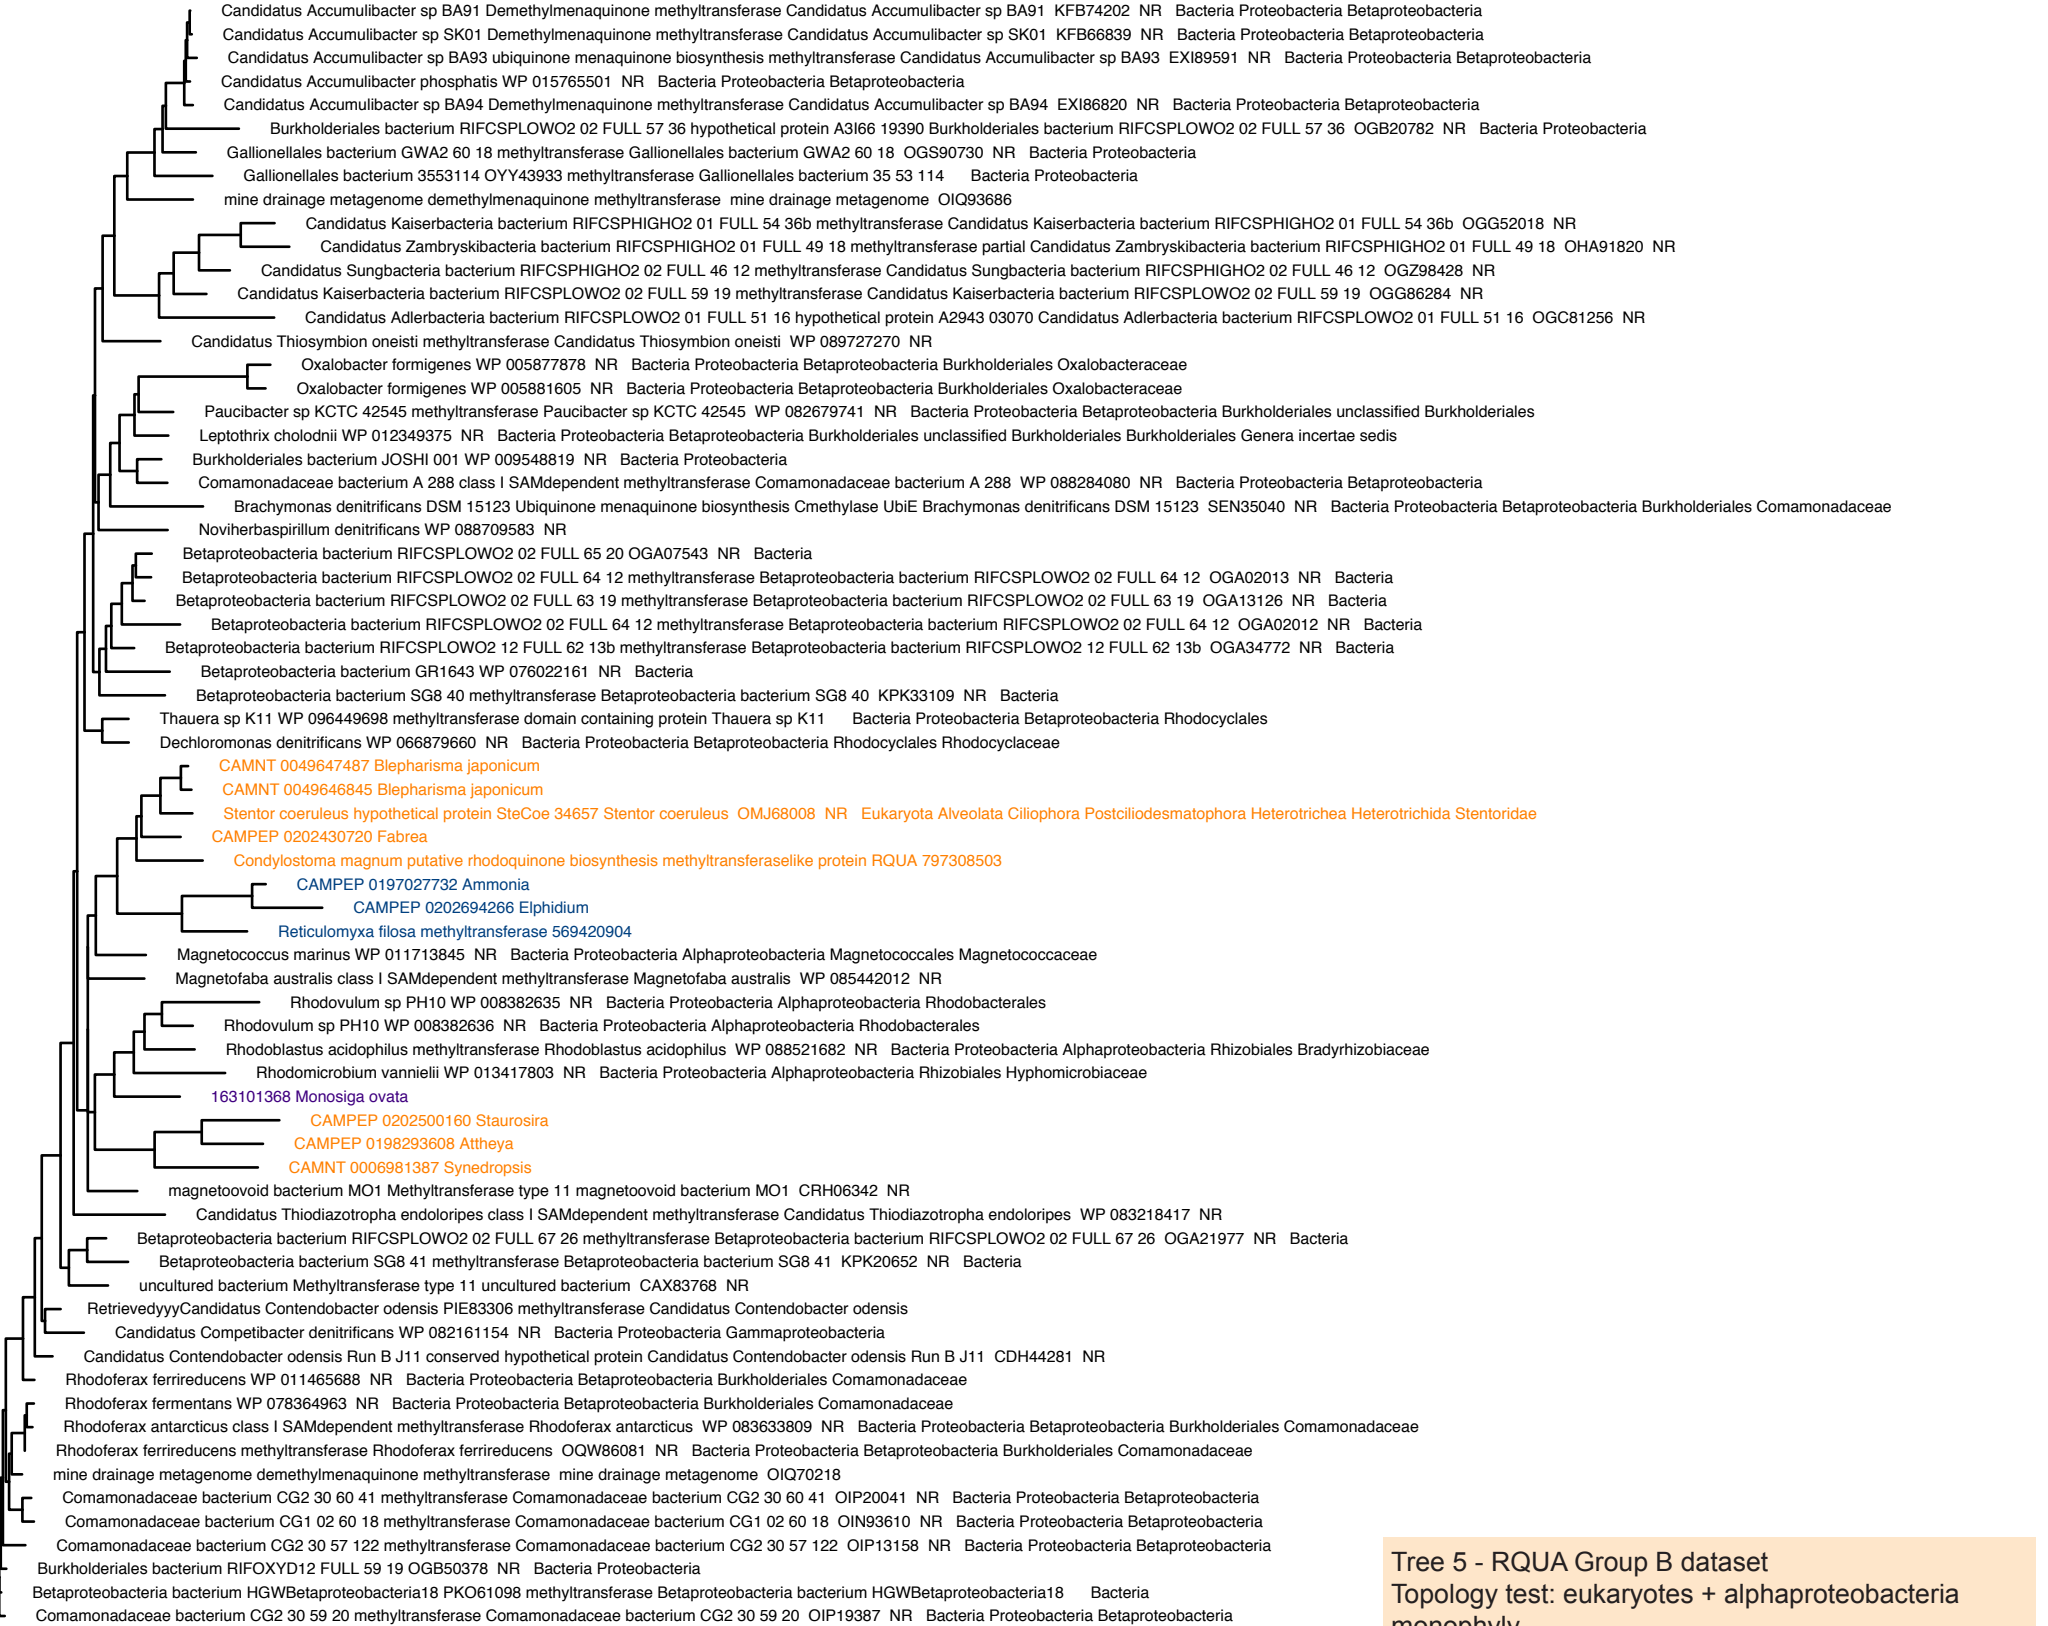 Candidatus Accumulibacter sp BA91 Demethylmenaquinone methyltransferase Candidatus Accumulibacter sp BA91 KFB74202 NR Bacteria Proteobacteria Betaproteobacteria
Candidatus Accumulibacter sp SK01 Demethylmenaquinone methyltransferase Candidatus Accumulibacter sp SK01 KFB66839 NR Bacteria Proteobacteria Betaproteobacteria
Candidatus Accumulibacter sp BA93 ubiquinone menaquinone biosynthesis methyltransferase Candidatus Accumulibacter sp BA93 EXI89591 NR Bacteria Proteobacteria Betaproteobacteria
Candidatus Accumulibacter phosphatis WP 015765501 NR Bacteria Proteobacteria Betaproteobacteria
Candidatus Accumulibacter sp BA94 Demethylmenaquinone methyltransferase Candidatus Accumulibacter sp BA94 EXI86820 NR Bacteria Proteobacteria Betaproteobacteria
Burkholderiales bacterium RIFCSPLOWO2 02 FULL 57 36 hypothetical protein A3I66 19390 Burkholderiales bacterium RIFCSPLOWO2 02 FULL 57 36 OGB20782 NR Bacteria Proteobacteria
Gallionellales bacterium GWA2 60 18 methyltransferase Gallionellales bacterium GWA2 60 18 OGS90730 NR Bacteria Proteobacteria
Gallionellales bacterium 3553114 OYY43933 methyltransferase Gallionellales bacterium 35 53 114 Bacteria Proteobacteria
mine drainage metagenome demethylmenaquinone methyltransferase mine drainage metagenome OIQ93686
Candidatus Kaiserbacteria bacterium RIFCSPHIGHO2 01 FULL 54 36b methyltransferase Candidatus Kaiserbacteria bacterium RIFCSPHIGHO2 01 FULL 54 36b OGG52018 NR
Candidatus Zambryskibacteria bacterium RIFCSPHIGHO2 01 FULL 49 18 methyltransferase partial Candidatus Zambryskibacteria bacterium RIFCSPHIGHO2 01 FULL 49 18 OHA91820 NR
Candidatus Sungbacteria bacterium RIFCSPHIGHO2 02 FULL 46 12 methyltransferase Candidatus Sungbacteria bacterium RIFCSPHIGHO2 02 FULL 46 12 OGZ98428 NR
Candidatus Kaiserbacteria bacterium RIFCSPLOWO2 02 FULL 59 19 methyltransferase Candidatus Kaiserbacteria bacterium RIFCSPLOWO2 02 FULL 59 19 OGG86284 NR
Candidatus Adlerbacteria bacterium RIFCSPLOWO2 01 FULL 51 16 hypothetical protein A2943 03070 Candidatus Adlerbacteria bacterium RIFCSPLOWO2 01 FULL 51 16 OGC81256 NR
Candidatus Thiosymbion oneisti methyltransferase Candidatus Thiosymbion oneisti WP 089727270 NR
Oxalobacter formigenes WP 005877878 NR Bacteria Proteobacteria Betaproteobacteria Burkholderiales Oxalobacteraceae
Oxalobacter formigenes WP 005881605 NR Bacteria Proteobacteria Betaproteobacteria Burkholderiales Oxalobacteraceae
Paucibacter sp KCTC 42545 methyltransferase Paucibacter sp KCTC 42545 WP 082679741 NR Bacteria Proteobacteria Betaproteobacteria Burkholderiales unclassified Burkholderiales
Leptothrix cholodnii WP 012349375 NR Bacteria Proteobacteria Betaproteobacteria Burkholderiales unclassified Burkholderiales Burkholderiales Genera incertae sedis
Burkholderiales bacterium JOSHI 001 WP 009548819 NR Bacteria Proteobacteria
Comamonadaceae bacterium A 288 class I SAMdependent methyltransferase Comamonadaceae bacterium A 288 WP 088284080 NR Bacteria Proteobacteria Betaproteobacteria
Brachymonas denitrificans DSM 15123 Ubiquinone menaquinone biosynthesis Cmethylase UbiE Brachymonas denitrificans DSM 15123 SEN35040 NR Bacteria Proteobacteria Betaproteobacteria Burkholderiales Comamonadaceae
Noviherbaspirillum denitrificans WP 088709583 NR
Betaproteobacteria bacterium RIFCSPLOWO2 02 FULL 65 20 OGA07543 NR Bacteria
Betaproteobacteria bacterium RIFCSPLOWO2 02 FULL 64 12 methyltransferase Betaproteobacteria bacterium RIFCSPLOWO2 02 FULL 64 12 OGA02013 NR Bacteria
Betaproteobacteria bacterium RIFCSPLOWO2 02 FULL 63 19 methyltransferase Betaproteobacteria bacterium RIFCSPLOWO2 02 FULL 63 19 OGA13126 NR Bacteria
Betaproteobacteria bacterium RIFCSPLOWO2 02 FULL 64 12 methyltransferase Betaproteobacteria bacterium RIFCSPLOWO2 02 FULL 64 12 OGA02012 NR Bacteria
Betaproteobacteria bacterium RIFCSPLOWO2 12 FULL 62 13b methyltransferase Betaproteobacteria bacterium RIFCSPLOWO2 12 FULL 62 13b OGA34772 NR Bacteria
Betaproteobacteria bacterium GR1643 WP 076022161 NR Bacteria
Betaproteobacteria bacterium SG8 40 methyltransferase Betaproteobacteria bacterium SG8 40 KPK33109 NR Bacteria
Thauera sp K11 WP 096449698 methyltransferase domain containing protein Thauera sp K11 Bacteria Proteobacteria Betaproteobacteria Rhodocyclales
Dechloromonas denitrificans WP 066879660 NR Bacteria Proteobacteria Betaproteobacteria Rhodocyclales Rhodocyclaceae
CAMNT 0049647487 Blepharisma japonicum
CAMNT 0049646845 Blepharisma japonicum
Stentor coeruleus hypothetical protein SteCoe 34657 Stentor coeruleus OMJ68008 NR Eukaryota Alveolata Ciliophora Postciliodesmatophora Heterotrichea Heterotrichida Stentoridae
CAMPEP 0202430720 Fabrea
Condylostoma magnum putative rhodoquinone biosynthesis methyltransferaselike protein RQUA 797308503
CAMPEP 0197027732 Ammonia
CAMPEP 0202694266 Elphidium
Reticulomyxa filosa methyltransferase 569420904
Magnetococcus marinus WP 011713845 NR Bacteria Proteobacteria Alphaproteobacteria Magnetococcales Magnetococcaceae
Magnetofaba australis class I SAMdependent methyltransferase Magnetofaba australis WP 085442012 NR
Rhodovulum sp PH10 WP 008382635 NR Bacteria Proteobacteria Alphaproteobacteria Rhodobacterales
Rhodovulum sp PH10 WP 008382636 NR Bacteria Proteobacteria Alphaproteobacteria Rhodobacterales
Rhodoblastus acidophilus methyltransferase Rhodoblastus acidophilus WP 088521682 NR Bacteria Proteobacteria Alphaproteobacteria Rhizobiales Bradyrhizobiaceae
Rhodomicrobium vannielii WP 013417803 NR Bacteria Proteobacteria Alphaproteobacteria Rhizobiales Hyphomicrobiaceae
163101368 Monosiga ovata
CAMPEP 0202500160 Staurosira
CAMPEP 0198293608 Attheya
CAMNT 0006981387 Synedropsis
magnetoovoid bacterium MO1 Methyltransferase type 11 magnetoovoid bacterium MO1 CRH06342 NR
Candidatus Thiodiazotropha endoloripes class I SAMdependent methyltransferase Candidatus Thiodiazotropha endoloripes WP 083218417 NR
Betaproteobacteria bacterium RIFCSPLOWO2 02 FULL 67 26 methyltransferase Betaproteobacteria bacterium RIFCSPLOWO2 02 FULL 67 26 OGA21977 NR Bacteria
Betaproteobacteria bacterium SG8 41 methyltransferase Betaproteobacteria bacterium SG8 41 KPK20652 NR Bacteria
uncultured bacterium Methyltransferase type 11 uncultured bacterium CAX83768 NR
RetrievedyyyCandidatus Contendobacter odensis PIE83306 methyltransferase Candidatus Contendobacter odensis
Candidatus Competibacter denitrificans WP 082161154 NR Bacteria Proteobacteria Gammaproteobacteria
Candidatus Contendobacter odensis Run B J11 conserved hypothetical protein Candidatus Contendobacter odensis Run B J11 CDH44281 NR
Rhodoferax ferrireducens WP 011465688 NR Bacteria Proteobacteria Betaproteobacteria Burkholderiales Comamonadaceae
Rhodoferax fermentans WP 078364963 NR Bacteria Proteobacteria Betaproteobacteria Burkholderiales Comamonadaceae
Rhodoferax antarcticus class I SAMdependent methyltransferase Rhodoferax antarcticus WP 083633809 NR Bacteria Proteobacteria Betaproteobacteria Burkholderiales Comamonadaceae
Rhodoferax ferrireducens methyltransferase Rhodoferax ferrireducens OQW86081 NR Bacteria Proteobacteria Betaproteobacteria Burkholderiales Comamonadaceae
mine drainage metagenome demethylmenaquinone methyltransferase mine drainage metagenome OIQ70218
Comamonadaceae bacterium CG2 30 60 41 methyltransferase Comamonadaceae bacterium CG2 30 60 41 OIP20041 NR Bacteria Proteobacteria Betaproteobacteria
Comamonadaceae bacterium CG1 02 60 18 methyltransferase Comamonadaceae bacterium CG1 02 60 18 OIN93610 NR Bacteria Proteobacteria Betaproteobacteria
Comamonadaceae bacterium CG2 30 57 122 methyltransferase Comamonadaceae bacterium CG2 30 57 122 OIP13158 NR Bacteria Proteobacteria Betaproteobacteria
Burkholderiales bacterium RIFOXYD12 FULL 59 19 OGB50378 NR Bacteria Proteobacteria
Betaproteobacteria bacterium HGWBetaproteobacteria18 PKO61098 methyltransferase Betaproteobacteria bacterium HGWBetaproteobacteria18 Bacteria
Comamonadaceae bacterium CG2 30 59 20 methyltransferase Comamonadaceae bacterium CG2 30 59 20 OIP19387 NR Bacteria Proteobacteria Betaproteobacteria
Tree 5 - RQUA Group B dataset
Topology test: eukaryotes + alphaproteobacteria
monophyly